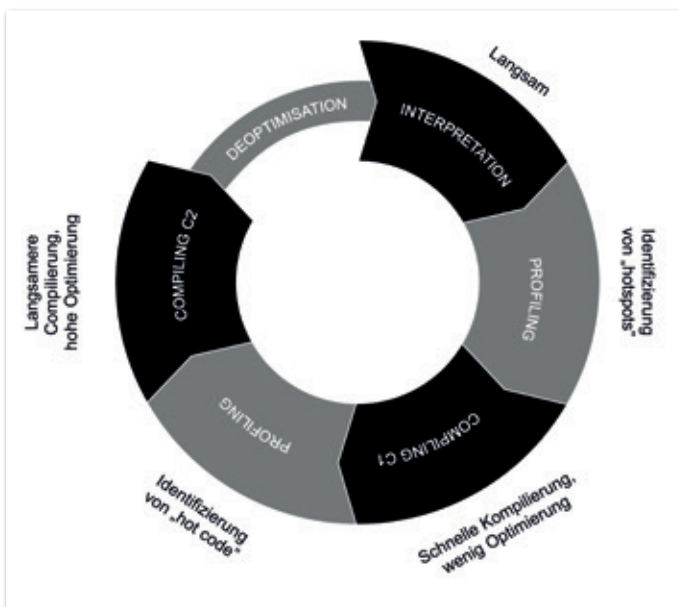 Langsam
INTERPRETATION
Identifizierung
von „hotspots“
PROFILING
COMPILING C1
Schnelle Kompilierung,
wenig Optimierung
PROFILING
Identifizierung
von „hot code“
COMPILING C2
Langsamere
Compilierung,
hohe Optimierung
DEOPTIMISATION